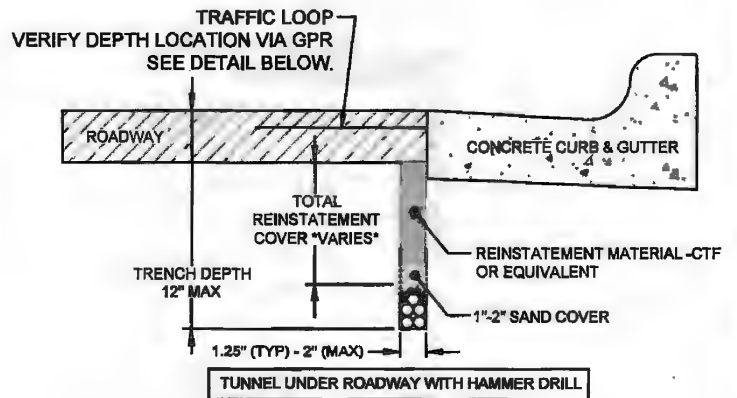 TRAFFIC LOOP
VERIFY DEPTH LOCATION VIA GPR
SEE DETAIL BELOW.
ROADWAY
CONCRETE CURB & GUTTER
TOTAL
REINSTATEMENT
COVER *VARIES*
REINSTATEMENT MATERIAL -CTF
OR EQUIVALENT
TRENCH DEPTH
12" MAX
1"-2" SAND COVER
1.25" (TYP) - 2" (MAX)
TUNNEL UNDER ROADWAY WITH HAMMER DRILL